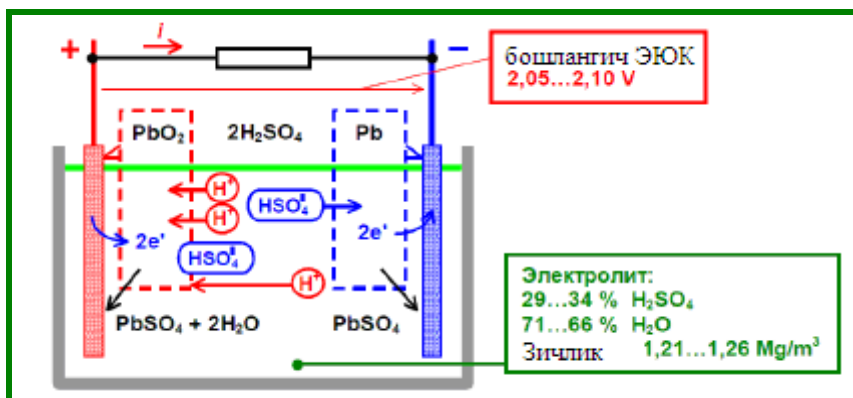 + i −
бошлангич ЭЮК
2,05...2,10 V
PbO₂ 2H₂SO₄ Pb
H⁺
H⁺
HSO₄
2e' 2e'
HSO₄
H⁺
PbSO₄ + 2H₂O PbSO₄
Электролит:
29...34 % H₂SO₄
71...66 % H₂O
Зичлик 1,21...1,26 Mg/m³